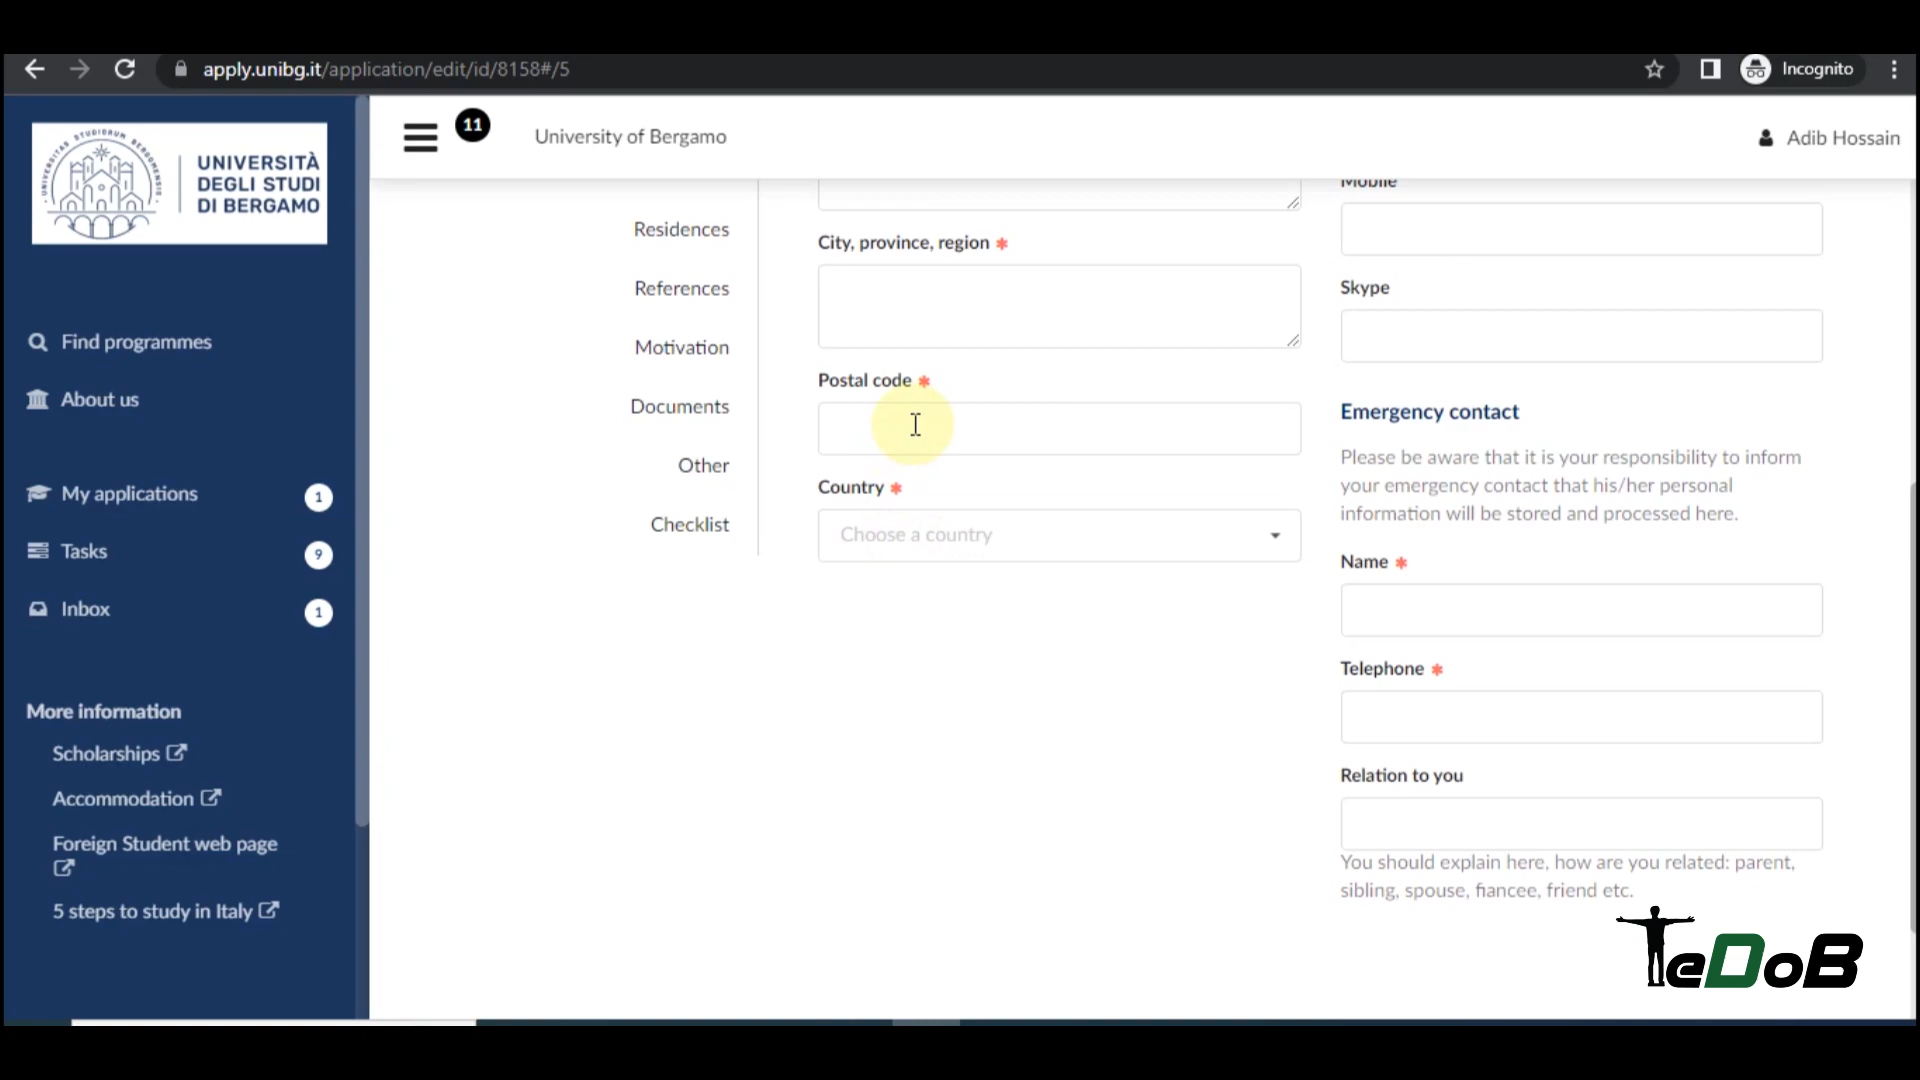 apply.unibg.it/application/edit/id/8158#/5
Incognito
UNIVERSITÀ
DEGLI STUDI
DI BERGAMO
11
University of Bergamo
Adib Hossain
Find programmes
About us
My applications 1
Tasks 9
Inbox 1
More information
Scholarships
Accommodation
Foreign Student web page
5 steps to study in Italy
Residences
References
Motivation
Documents
Other
Checklist
City, province, region *
Postal code *
Country *
Choose a country
Mobile
Skype
Emergency contact
Please be aware that it is your responsibility to inform
your emergency contact that his/her personal
information will be stored and processed here.
Name *
Telephone *
Relation to you
You should explain here, how are you related: parent,
sibling, spouse, fiancee, friend etc.
TeDoB